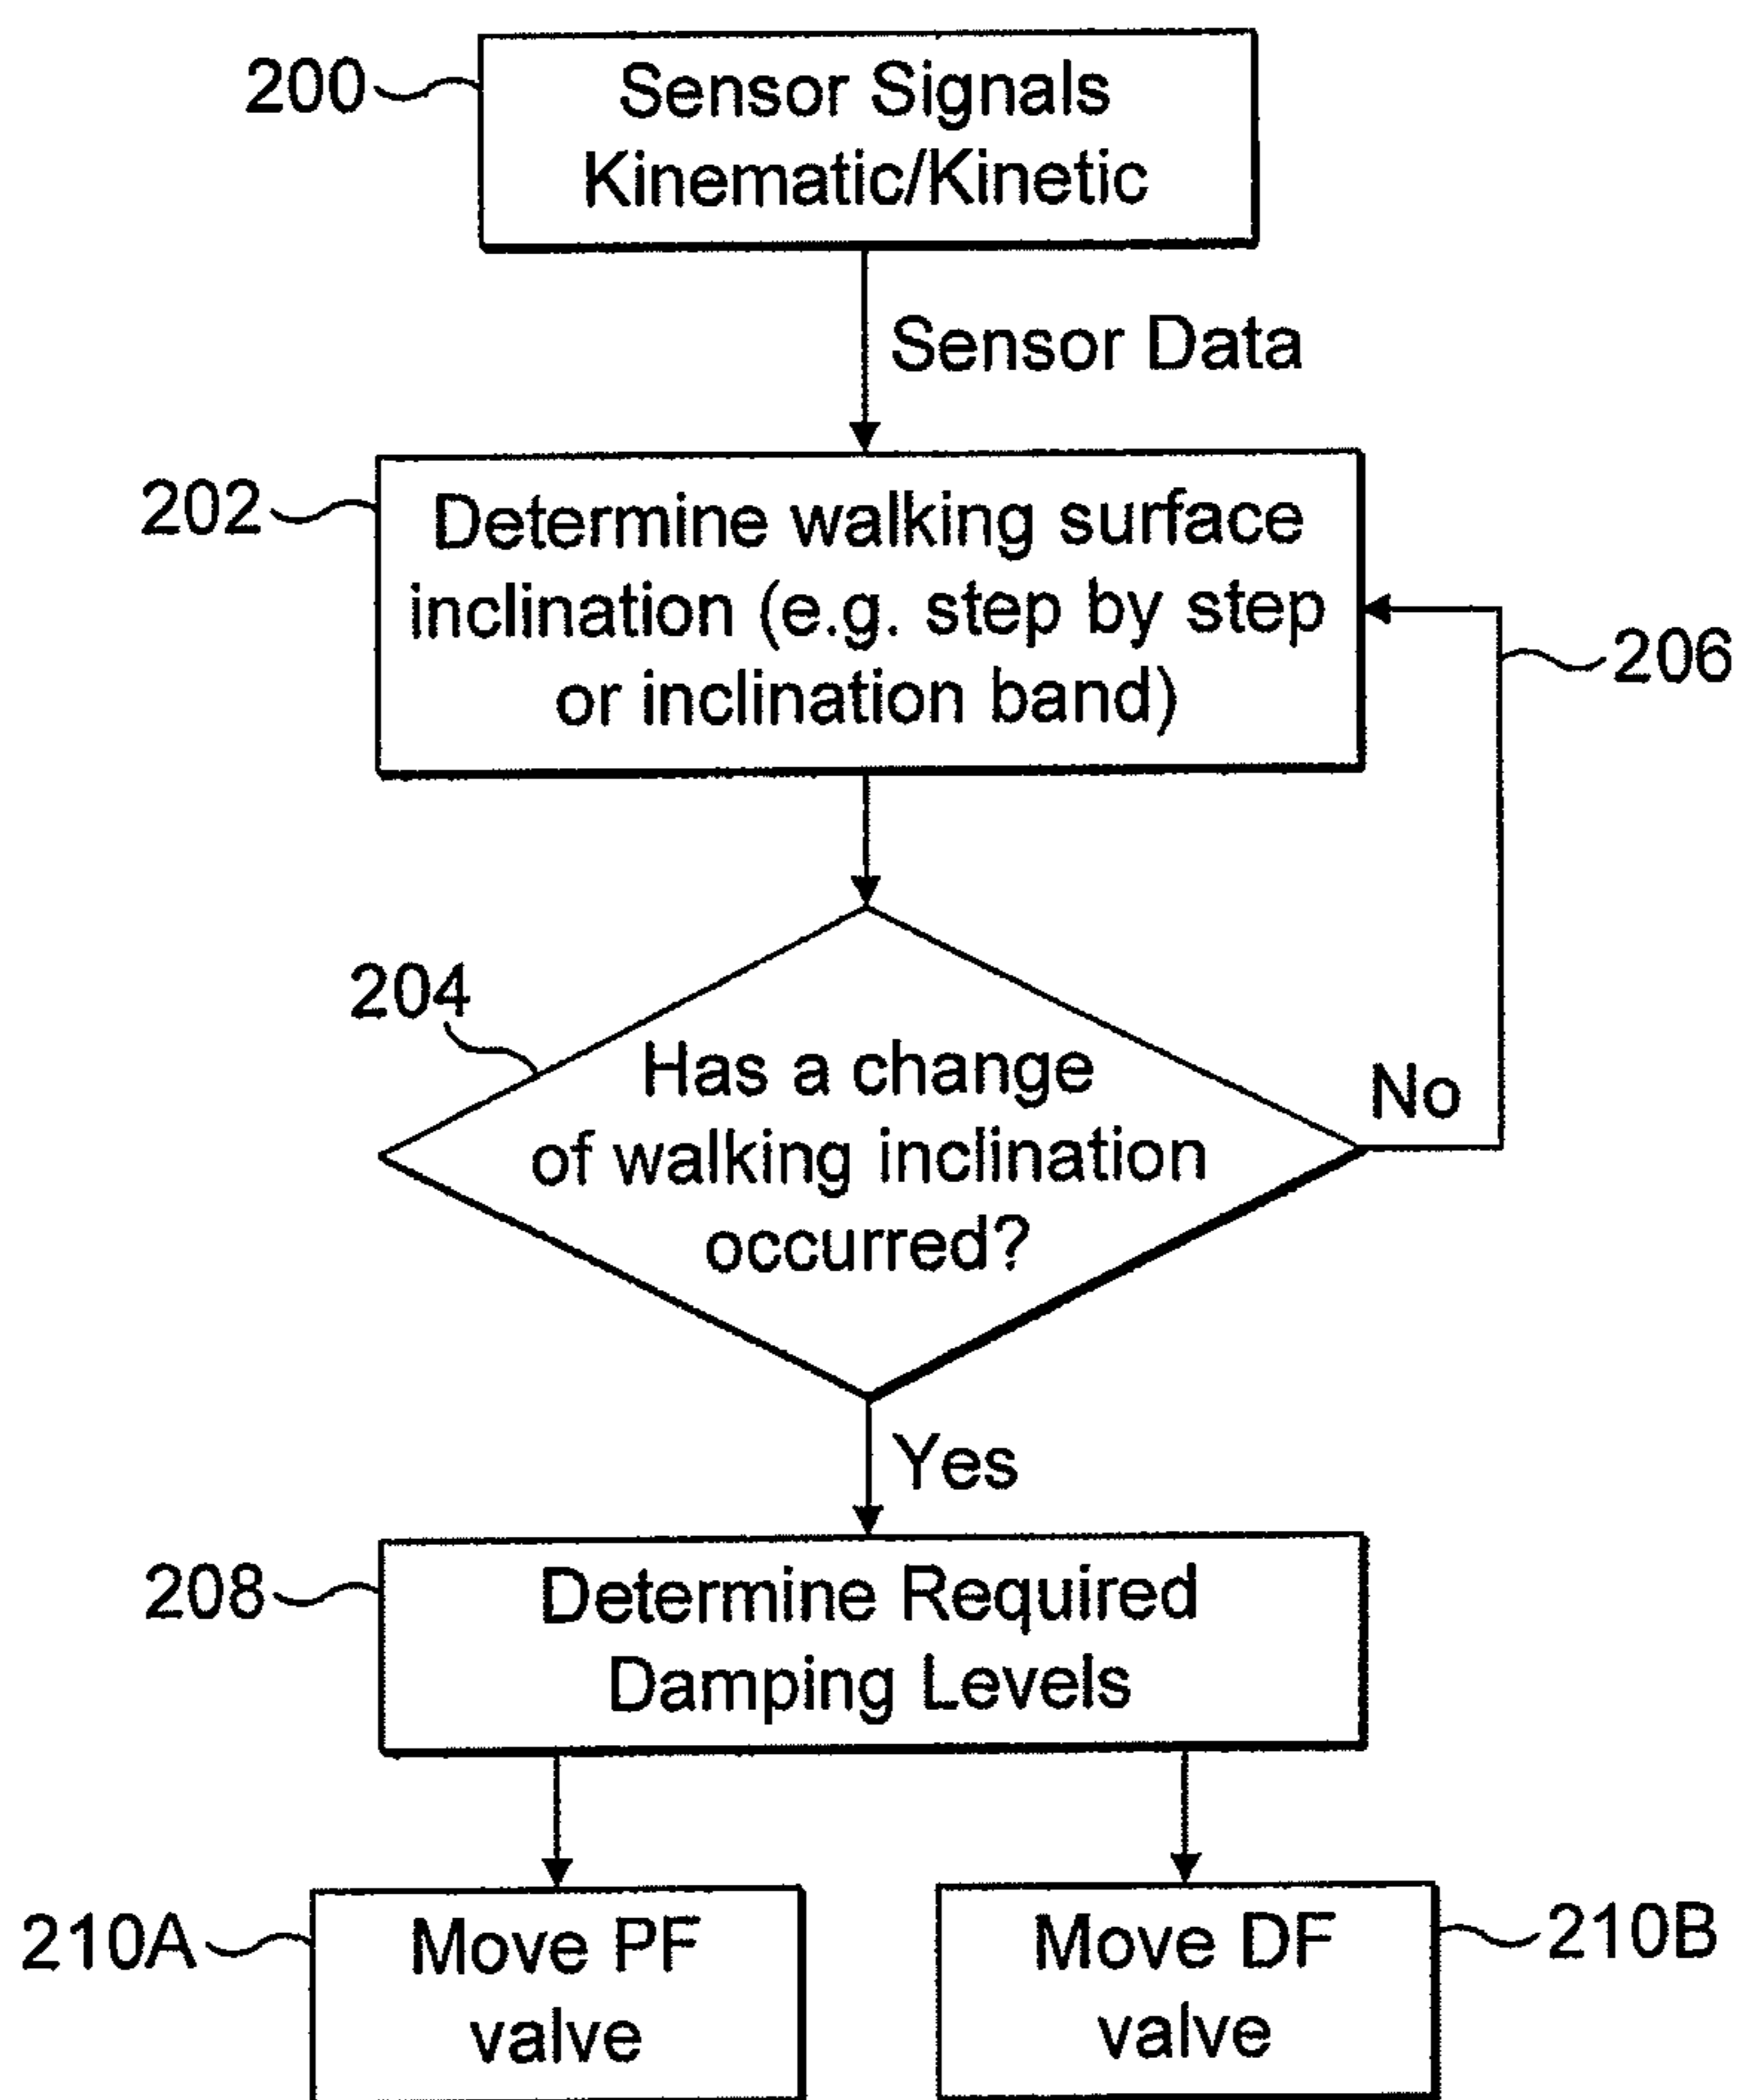 200
Sensor Signals
Kinematic/Kinetic
Sensor Data
202
Determine walking surface
inclination (e.g. step by step
or inclination band)
206
204
Has a change
of walking inclination
occurred?
No
Yes
208
Determine Required
Damping Levels
210A
Move PF
valve
Move DF
valve
210B